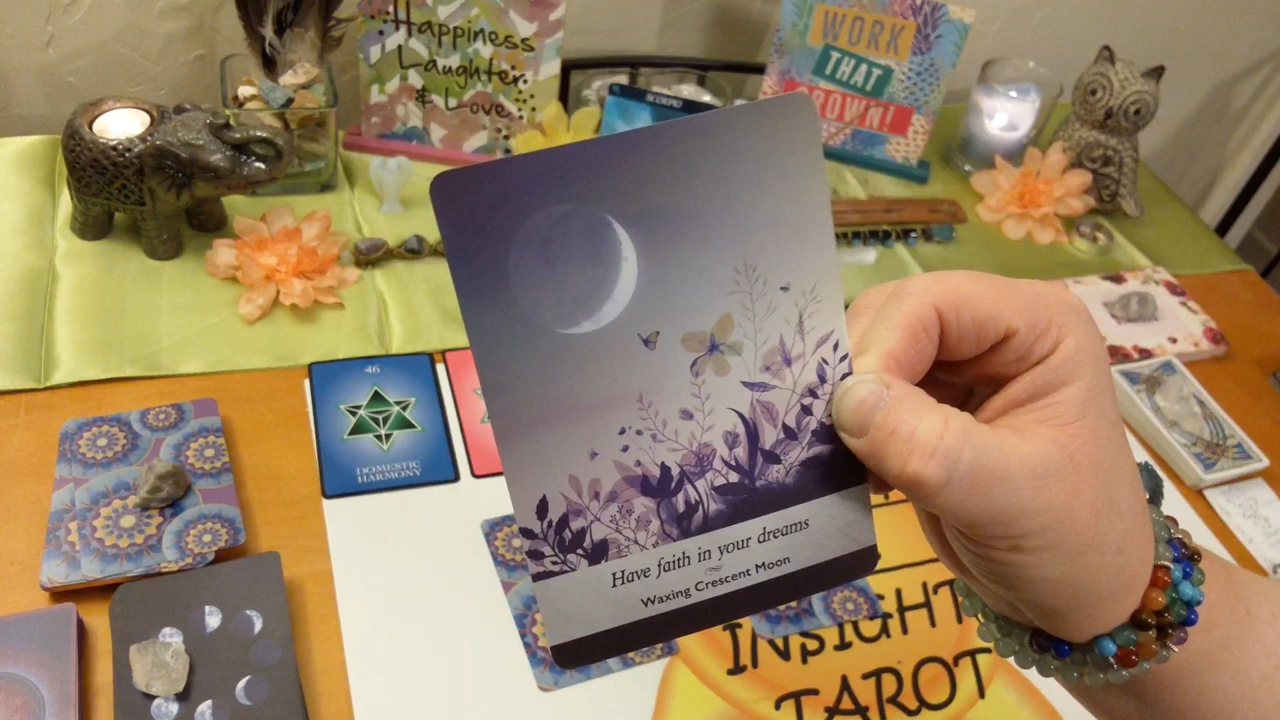 Happiness
Laughter
& Love
SCORPIO
WORK
THAT
CROWN!
46
DOMESTIC
HARMONY
Have faith in your dreams
Waxing Crescent Moon
INSIGHT
TAROT